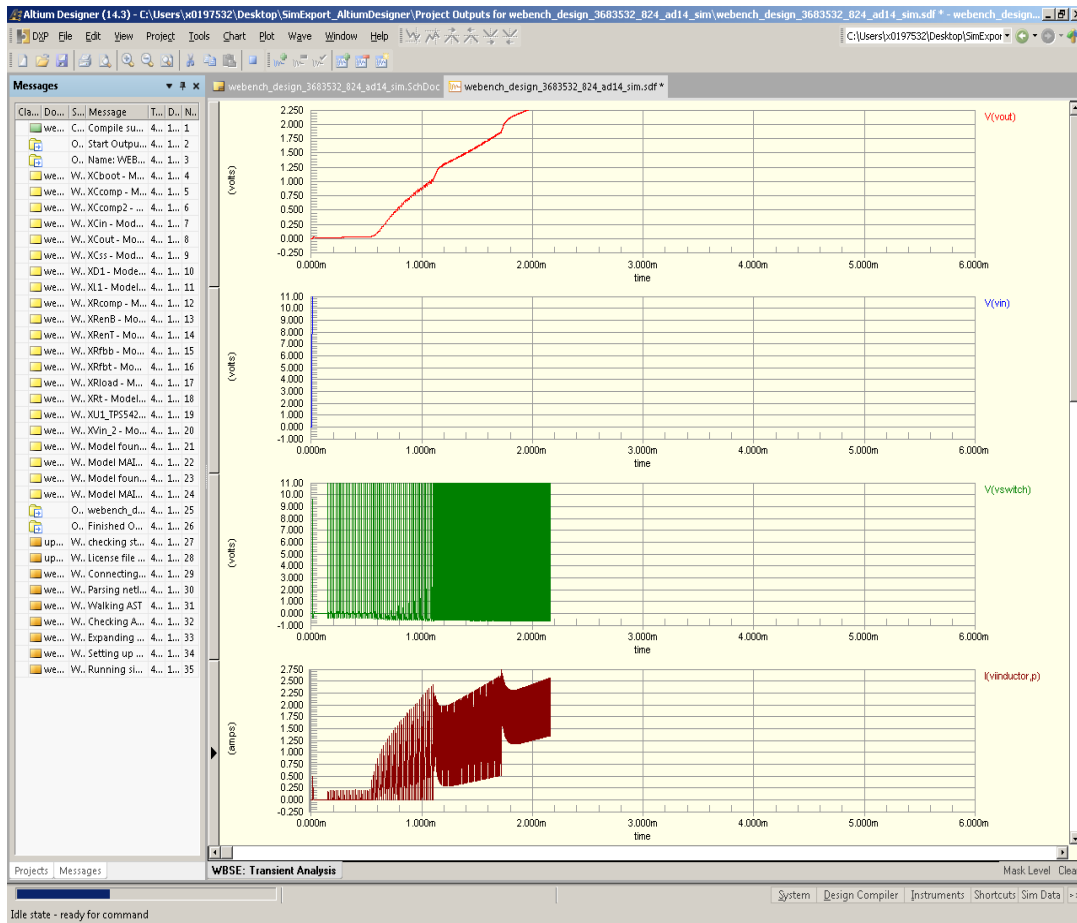 Altium Designer (14.3) - C:\Users\x0197532\Desktop\SimExport_AltiumDesigner\Project Outputs for webench_design_3683532_824_ad14_sim\webench_design_3683532_824_ad14_sim.sdf * - webench_design...
DXP File Edit View Project Tools Chart Plot Wave Window Help C:\Users\x0197532\Desktop\SimExpor
Messages webench_design_3683532_824_ad14_sim.SchDoc webench_design_3683532_824_ad14_sim.sdf *
Cla... Do... S... Message T... D.. N..
we... C... Compile su... 4... 1... 1
O.. Start Outpu... 4... 1... 2
O.. Name: WEB... 4... 1... 3
we... W.. XCboot - M... 4... 1... 4
we... W.. XCcomp - M... 4... 1... 5
we... W.. XCcomp2 - ... 4... 1... 6
we... W.. XCin - Mod... 4... 1... 7
we... W.. XCout - Mo... 4... 1... 8
we... W.. XCss - Mod... 4... 1... 9
we... W.. XD1 - Mode... 4... 1... 10
we... W.. XL1 - Model... 4... 1... 11
we... W.. XRcomp - M... 4... 1... 12
we... W.. XRenB - Mo... 4... 1... 13
we... W.. XRenT - Mo... 4... 1... 14
we... W.. XRfbb - Mo... 4... 1... 15
we... W.. XRfbt - Mo... 4... 1... 16
we... W.. XRload - M... 4... 1... 17
we... W.. XRt - Model... 4... 1... 18
we... W.. XU1_TPS542... 4... 1... 19
we... W.. XVin_2 - Mo... 4... 1... 20
we... W.. Model foun... 4... 1... 21
we... W.. Model MAI... 4... 1... 22
we... W.. Model foun... 4... 1... 23
we... W.. Model MAI... 4... 1... 24
O.. webench_d... 4... 1... 25
O.. Finished O... 4... 1... 26
up... W.. checking st... 4... 1... 27
up... W.. License file ... 4... 1... 28
we... W.. Connecting... 4... 1... 29
we... W.. Parsing netl... 4... 1... 30
we... W.. Walking AST 4... 1... 31
we... W.. Checking A... 4... 1... 32
we... W.. Expanding ... 4... 1... 33
we... W.. Setting up ... 4... 1... 34
we... W.. Running si... 4... 1... 35
Projects Messages
2.250
2.000
1.750
1.500
1.250
1.000
0.750
0.500
0.250
0.000
-0.250
(volts)
V(vout)
0.000m 1.000m 2.000m 3.000m 4.000m 5.000m 6.000m
time
11.00
10.00
9.000
8.000
7.000
6.000
5.000
4.000
3.000
2.000
1.000
0.000
-1.000
(volts)
V(vin)
0.000m 1.000m 2.000m 3.000m 4.000m 5.000m 6.000m
time
11.00
10.00
9.000
8.000
7.000
6.000
5.000
4.000
3.000
2.000
1.000
0.000
-1.000
(volts)
V(vswitch)
0.000m 1.000m 2.000m 3.000m 4.000m 5.000m 6.000m
time
2.750
2.500
2.250
2.000
1.750
1.500
1.250
1.000
0.750
0.500
0.250
0.000
-0.250
(amps)
I(viinductor,p)
0.000m 1.000m 2.000m 3.000m 4.000m 5.000m 6.000m
time
WBSE: Transient Analysis Mask Level Clea
System Design Compiler Instruments Shortcuts Sim Data
Idle state - ready for command